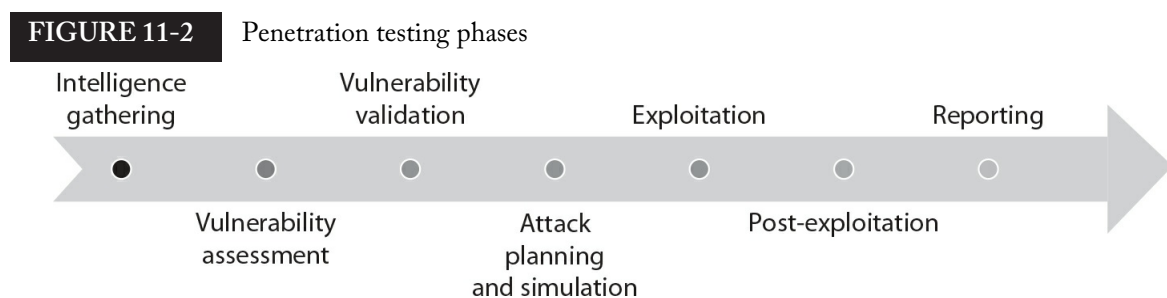 FIGURE 11-2 Penetration testing phases
Intelligence
gathering
Vulnerability
assessment
Vulnerability
validation
Attack
planning
and simulation
Exploitation
Post-exploitation
Reporting